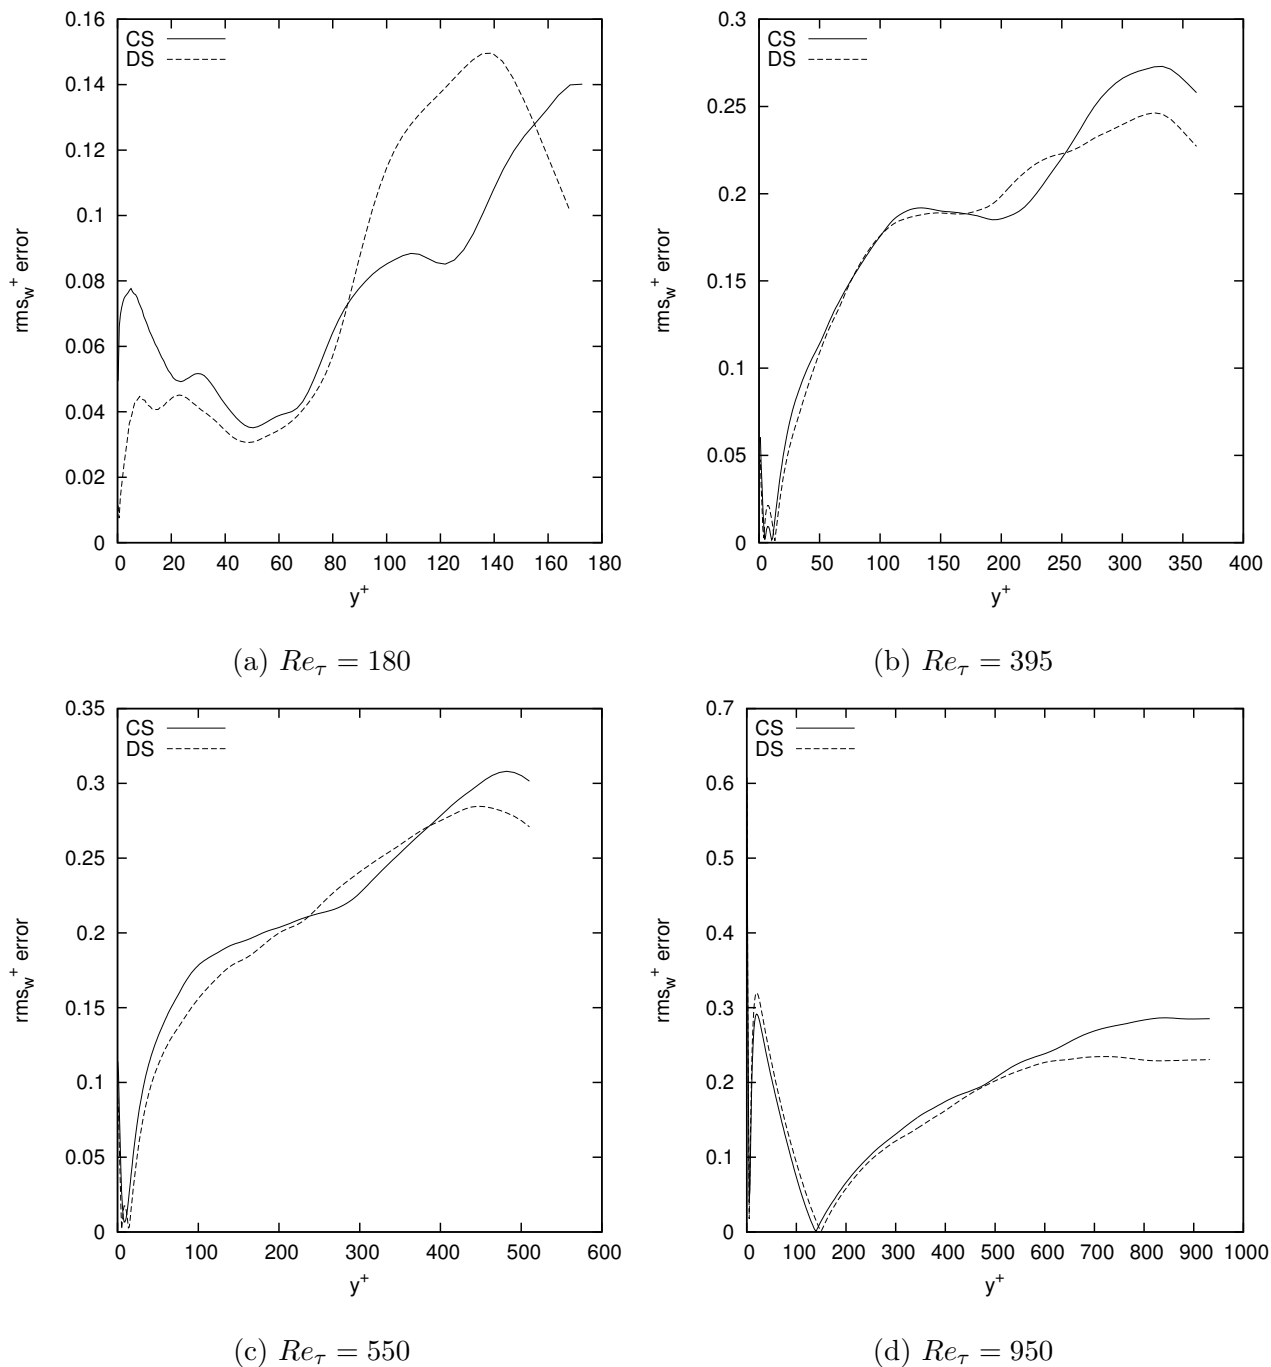 0.16
0.14
0.12
0.1
0.08
0.06
0.04
0.02
0
rms_w^+ error
CS
DS
0 20 40 60 80 100 120 140 160 180
y^+
(a) Re_τ = 180
0.3
0.25
0.2
0.15
0.1
0.05
0
rms_w^+ error
CS
DS
0 50 100 150 200 250 300 350 400
y^+
(b) Re_τ = 395
0.35
0.3
0.25
0.2
0.15
0.1
0.05
0
rms_w^+ error
CS
DS
0 100 200 300 400 500 600
y^+
(c) Re_τ = 550
0.7
0.6
0.5
0.4
0.3
0.2
0.1
0
rms_w^+ error
CS
DS
0 100 200 300 400 500 600 700 800 900 1000
y^+
(d) Re_τ = 950